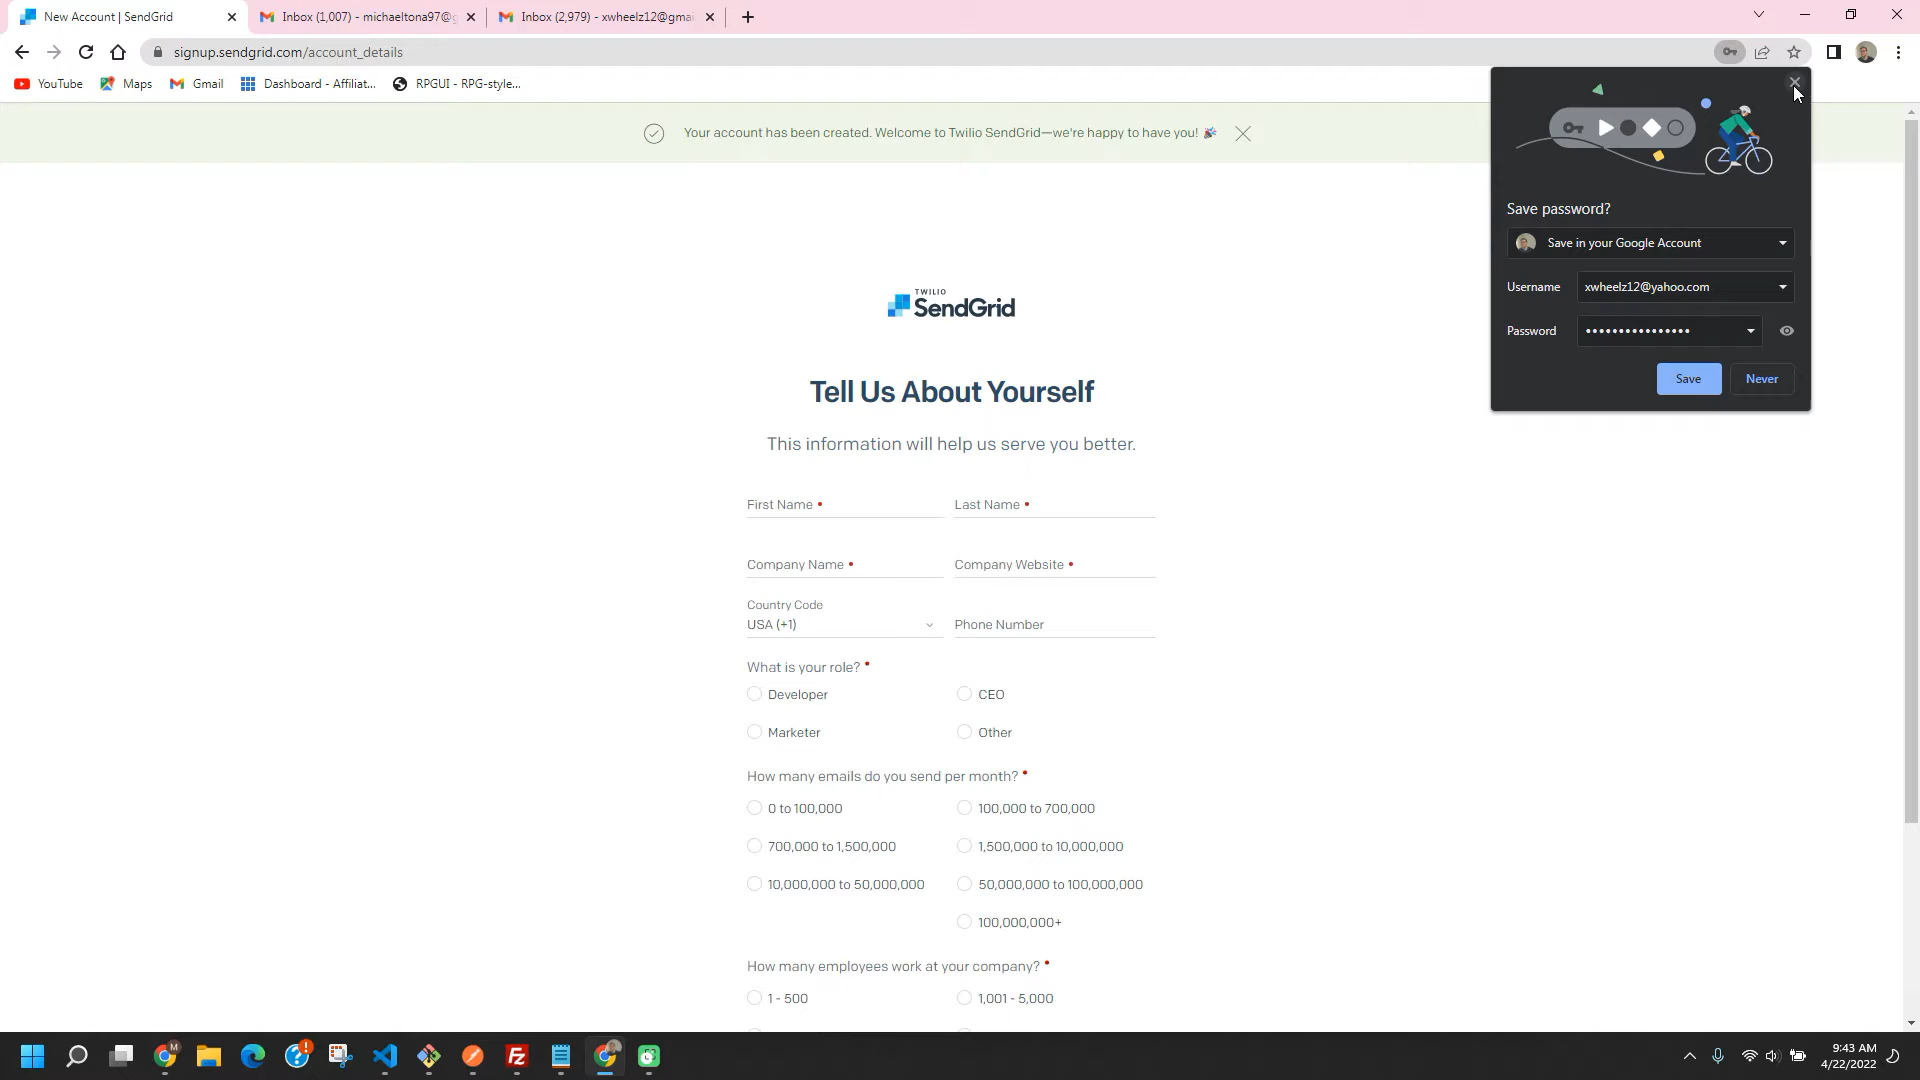 New Account | SendGrid
Inbox (1,007) - michaeltona97@g
Inbox (2,979) - xwheelz12@gmai
signup.sendgrid.com/account_details
YouTube
Maps
Gmail
Dashboard - Affiliat...
RPGUI - RPG-style...
Your account has been created. Welcome to Twilio SendGrid—we're happy to have you! 🎉
Save password?
Save in your Google Account
Username
xwheelz12@yahoo.com
Password
••••••••••••••••
Save
Never
TWILIO
SendGrid
Tell Us About Yourself
This information will help us serve you better.
First Name •
Last Name •
Company Name •
Company Website •
Country Code
USA (+1)
Phone Number
What is your role? •
Developer
CEO
Marketer
Other
How many emails do you send per month? •
0 to 100,000
100,000 to 700,000
700,000 to 1,500,000
1,500,000 to 10,000,000
10,000,000 to 50,000,000
50,000,000 to 100,000,000
100,000,000+
How many employees work at your company? •
1 - 500
1,001 - 5,000
M
9:43 AM
4/22/2022